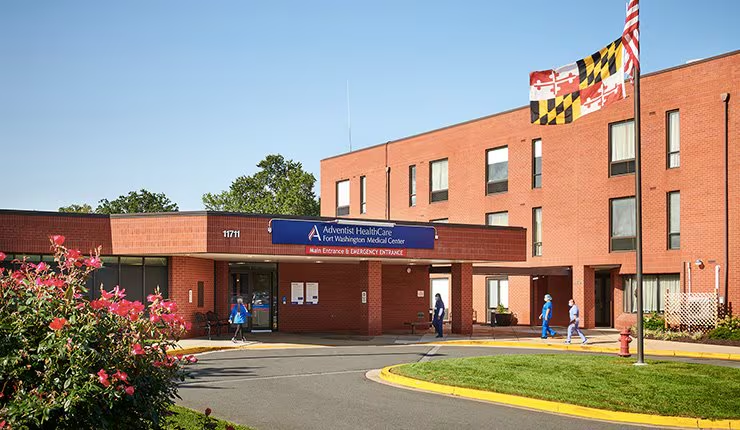 11711
Adventist HealthCare
Fort Washington Medical Center
Main Entrance & EMERGENCY ENTRANCE